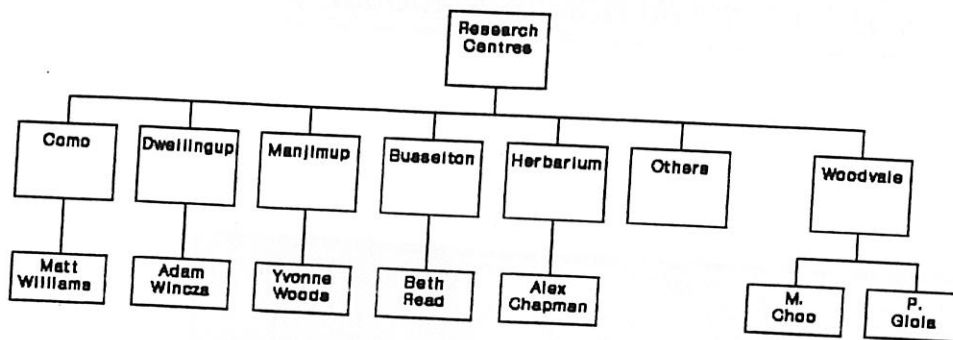 Research
Centres
Como
Dwellingup
Manjimup
Busselton
Herbarium
Others
Woodvale
Matt
Williams
Adam
Wincza
Yvonne
Woods
Beth
Read
Alex
Chapman
M.
Choo
P.
Gioia